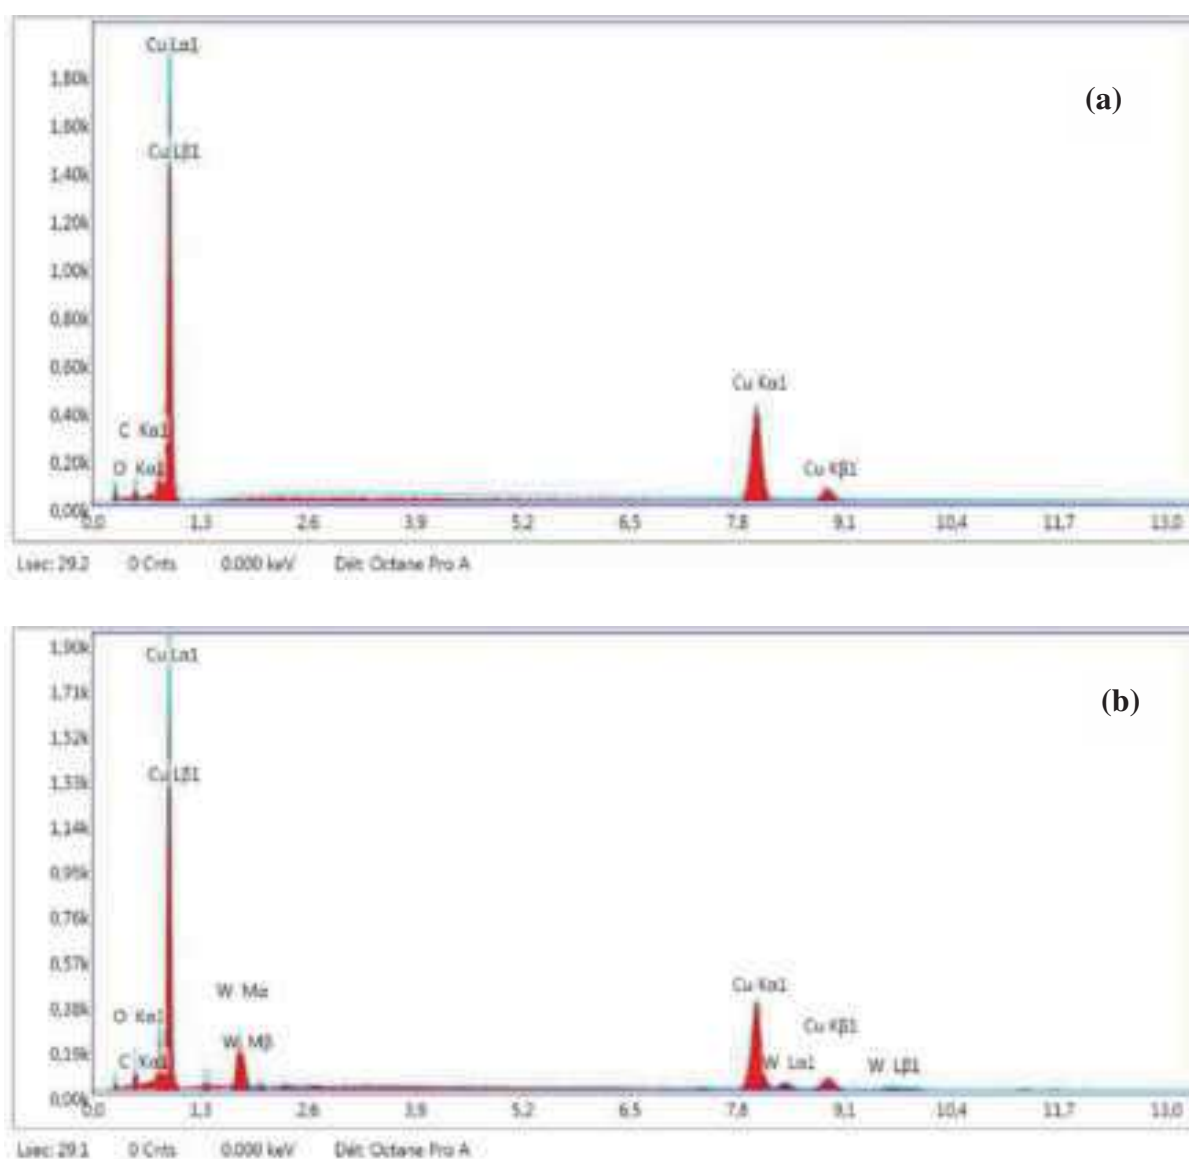 Cu Lα1
(a)
1,80k
1,60k
Cu Lβ1
1,40k
1,20k
1,00k
0,80k
0,60k
Cu Kα1
0,40k
C Kα1
0,20k
O Kα1
Cu Kβ1
0,00k
0,0 1,3 2,6 3,9 5,2 6,5 7,8 9,1 10,4 11,7 13,0
Lsec: 29.2 0 Cnts 0.000 keV Det: Octane Pro A
1,90k
Cu Lα1
1,71k
(b)
1,52k
Cu Lβ1
1,33k
1,14k
0,95k
0,76k
0,57k
W Mα
Cu Kα1
0,38k
O Kα1
Cu Kβ1
0,19k
W Mβ
C Kα1
W Lα1
W Lβ1
0,00k
0,0 1,3 2,6 3,9 5,2 6,5 7,8 9,1 10,4 11,7 13,0
Lsec: 29.1 0 Cnts 0.000 keV Det: Octane Pro A